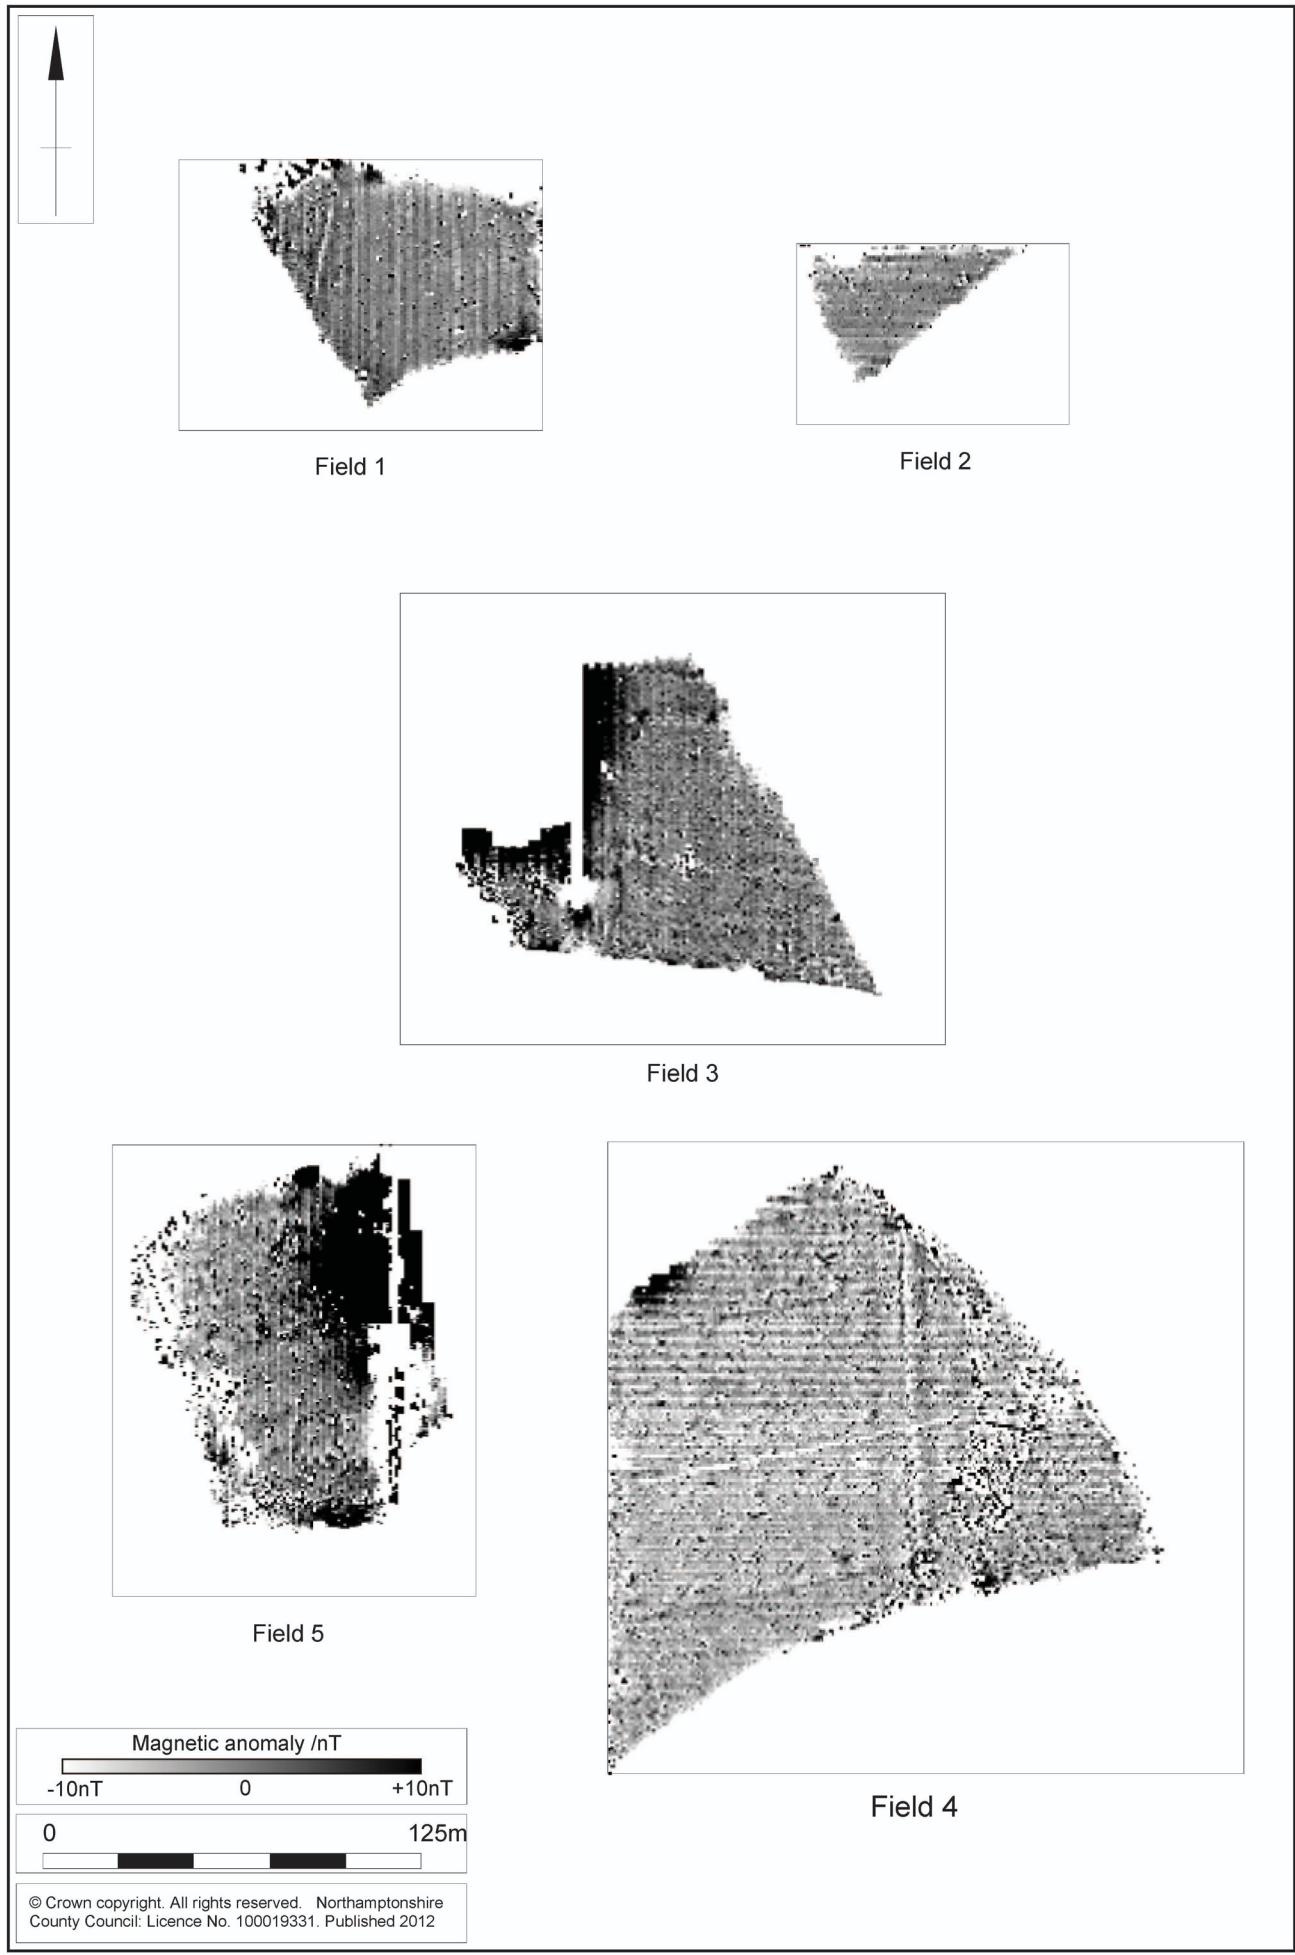 Field 1
Field 2
Field 3
Field 5
Field 4
Magnetic anomaly /nT
-10nT 0 +10nT
0 125m
© Crown copyright. All rights reserved. Northamptonshire
County Council: Licence No. 100019331. Published 2012